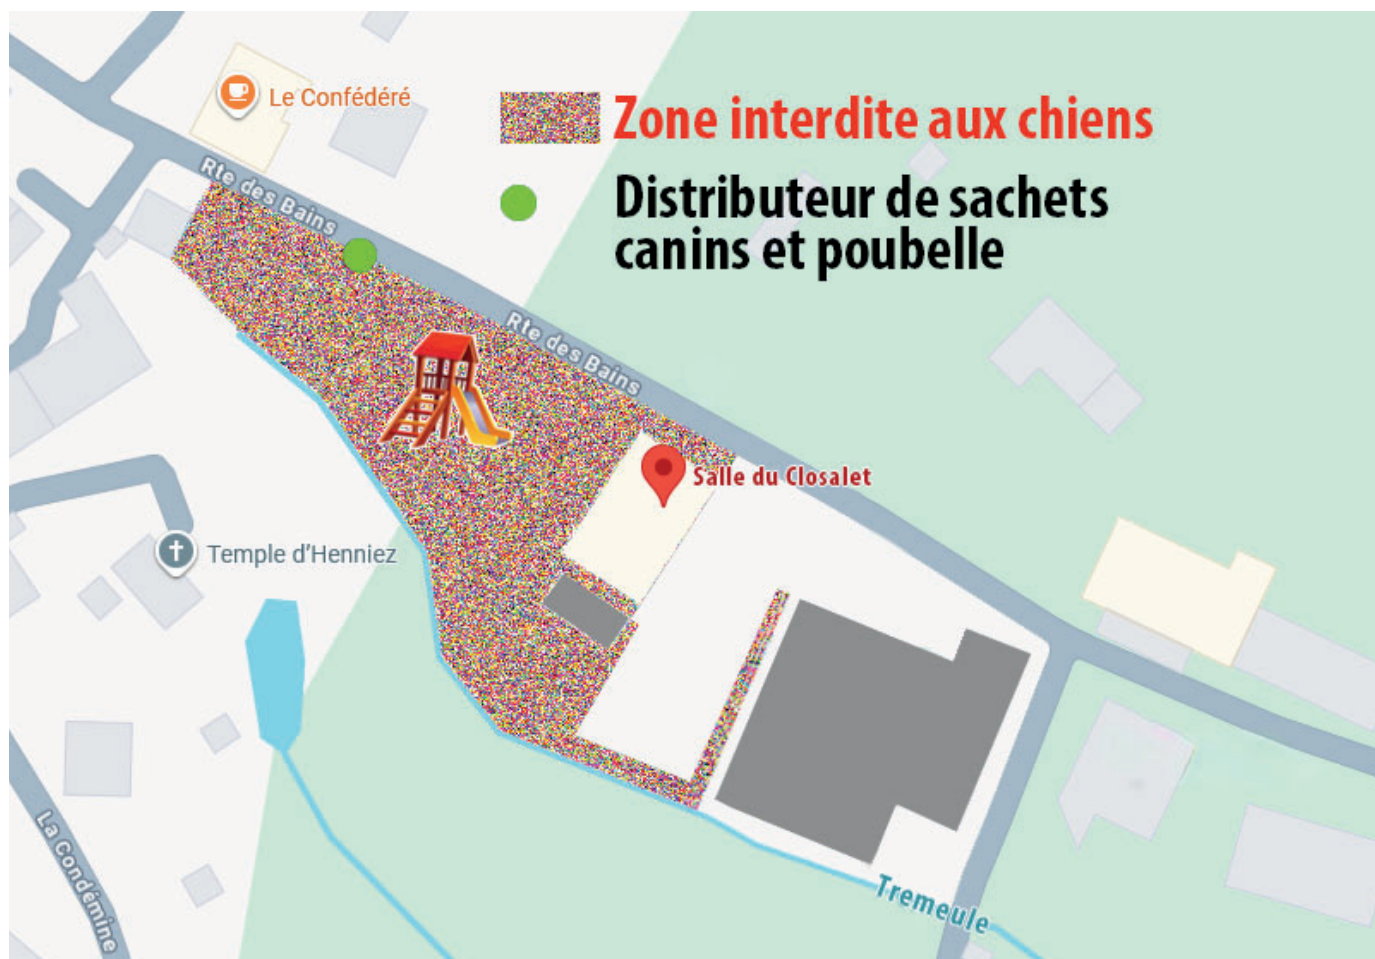 Le Confédéré
Zone interdite aux chiens
Rte des Bains
Distributeur de sachets
canins et poubelle
Rte des Bains
Salle du Closalet
Temple d'Henniez
La Condémine
Tremeule